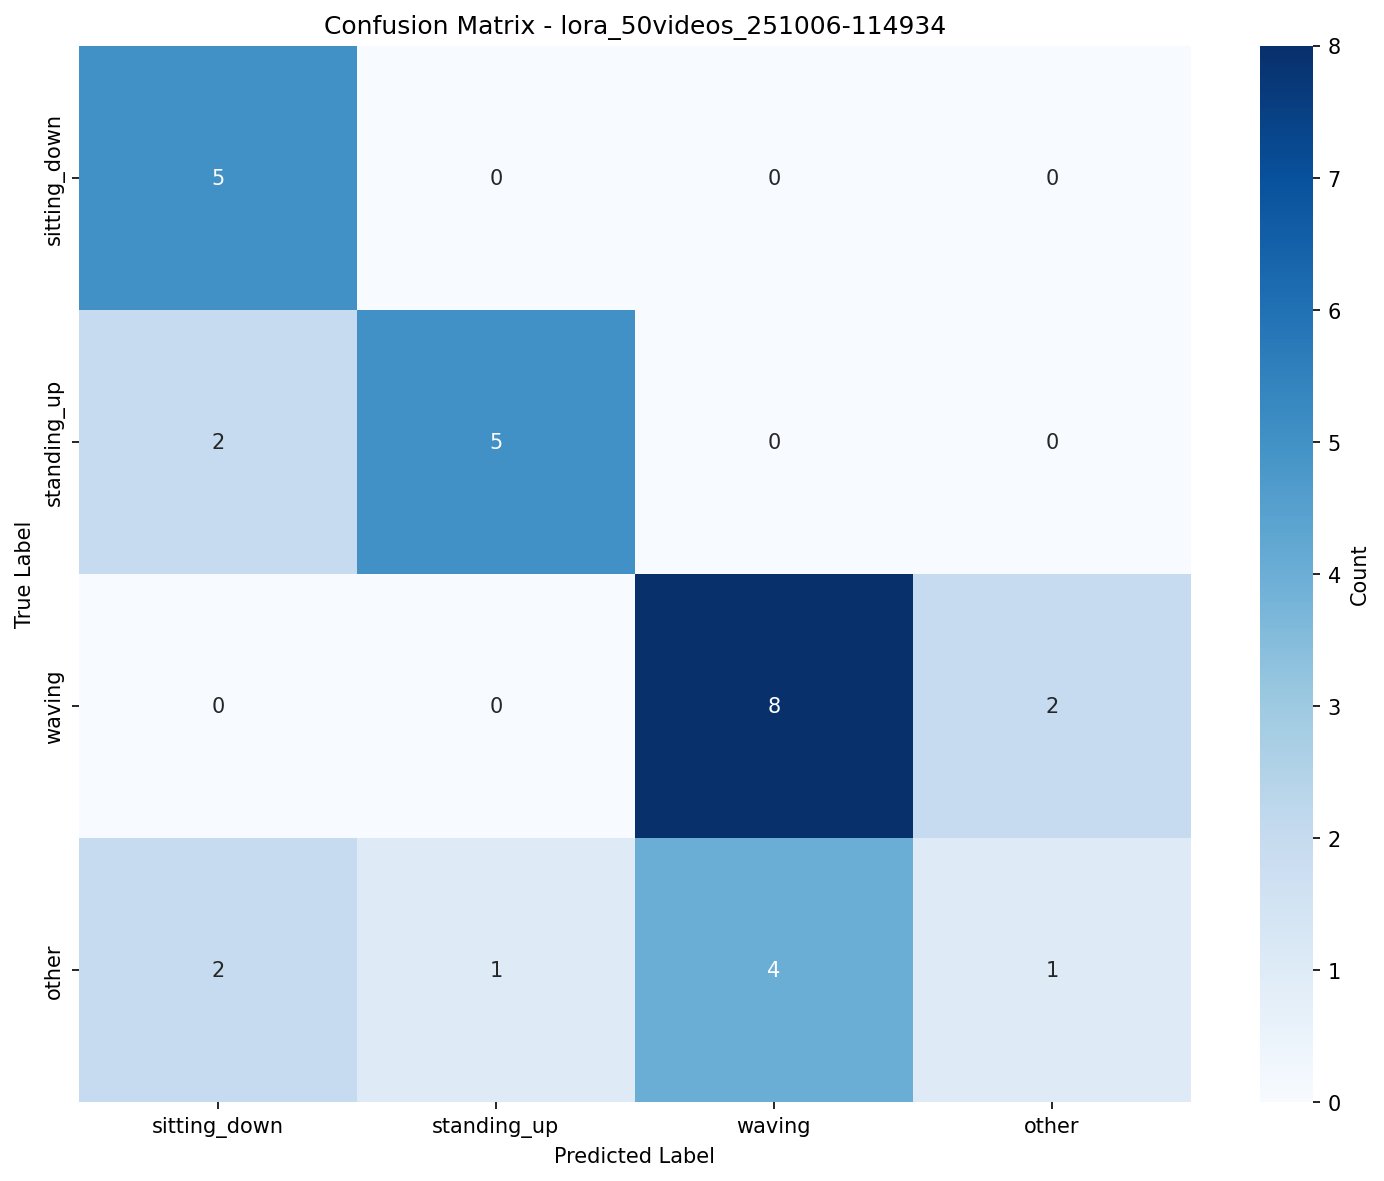 Confusion Matrix - lora_50videos_251006-114934
True Label
sitting_down
5 0 0 0
standing_up
2 5 0 0
waving
0 0 8 2
other
2 1 4 1
sitting_down standing_up waving other
Predicted Label
8
7
6
5
4
3
2
1
0
Count